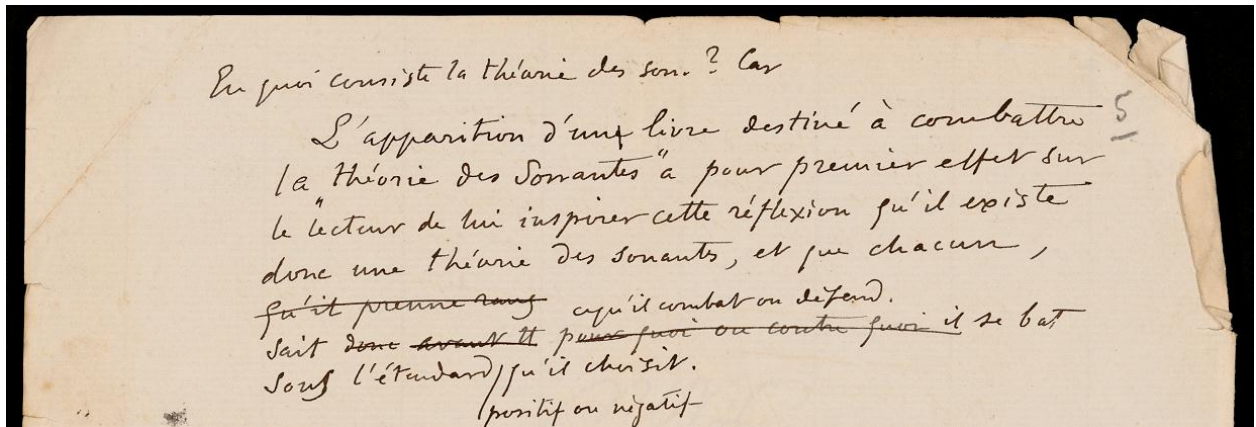 En quoi consiste la théorie des son. ? Car
5
L'apparition d'un livre destiné à combattre
la théorie des Sonantes" a pour premier effet sur
le "lecteur de lui inspirer cette réflexion qu'il existe
donc une théorie des sonantes, et que chacun,
qu'il prenne rang ce qu'il combat ou défend.
sait donc avant tt pour quoi ou contre quoi il se bat
sous l'étendard qu'il choisit.
positif ou négatif